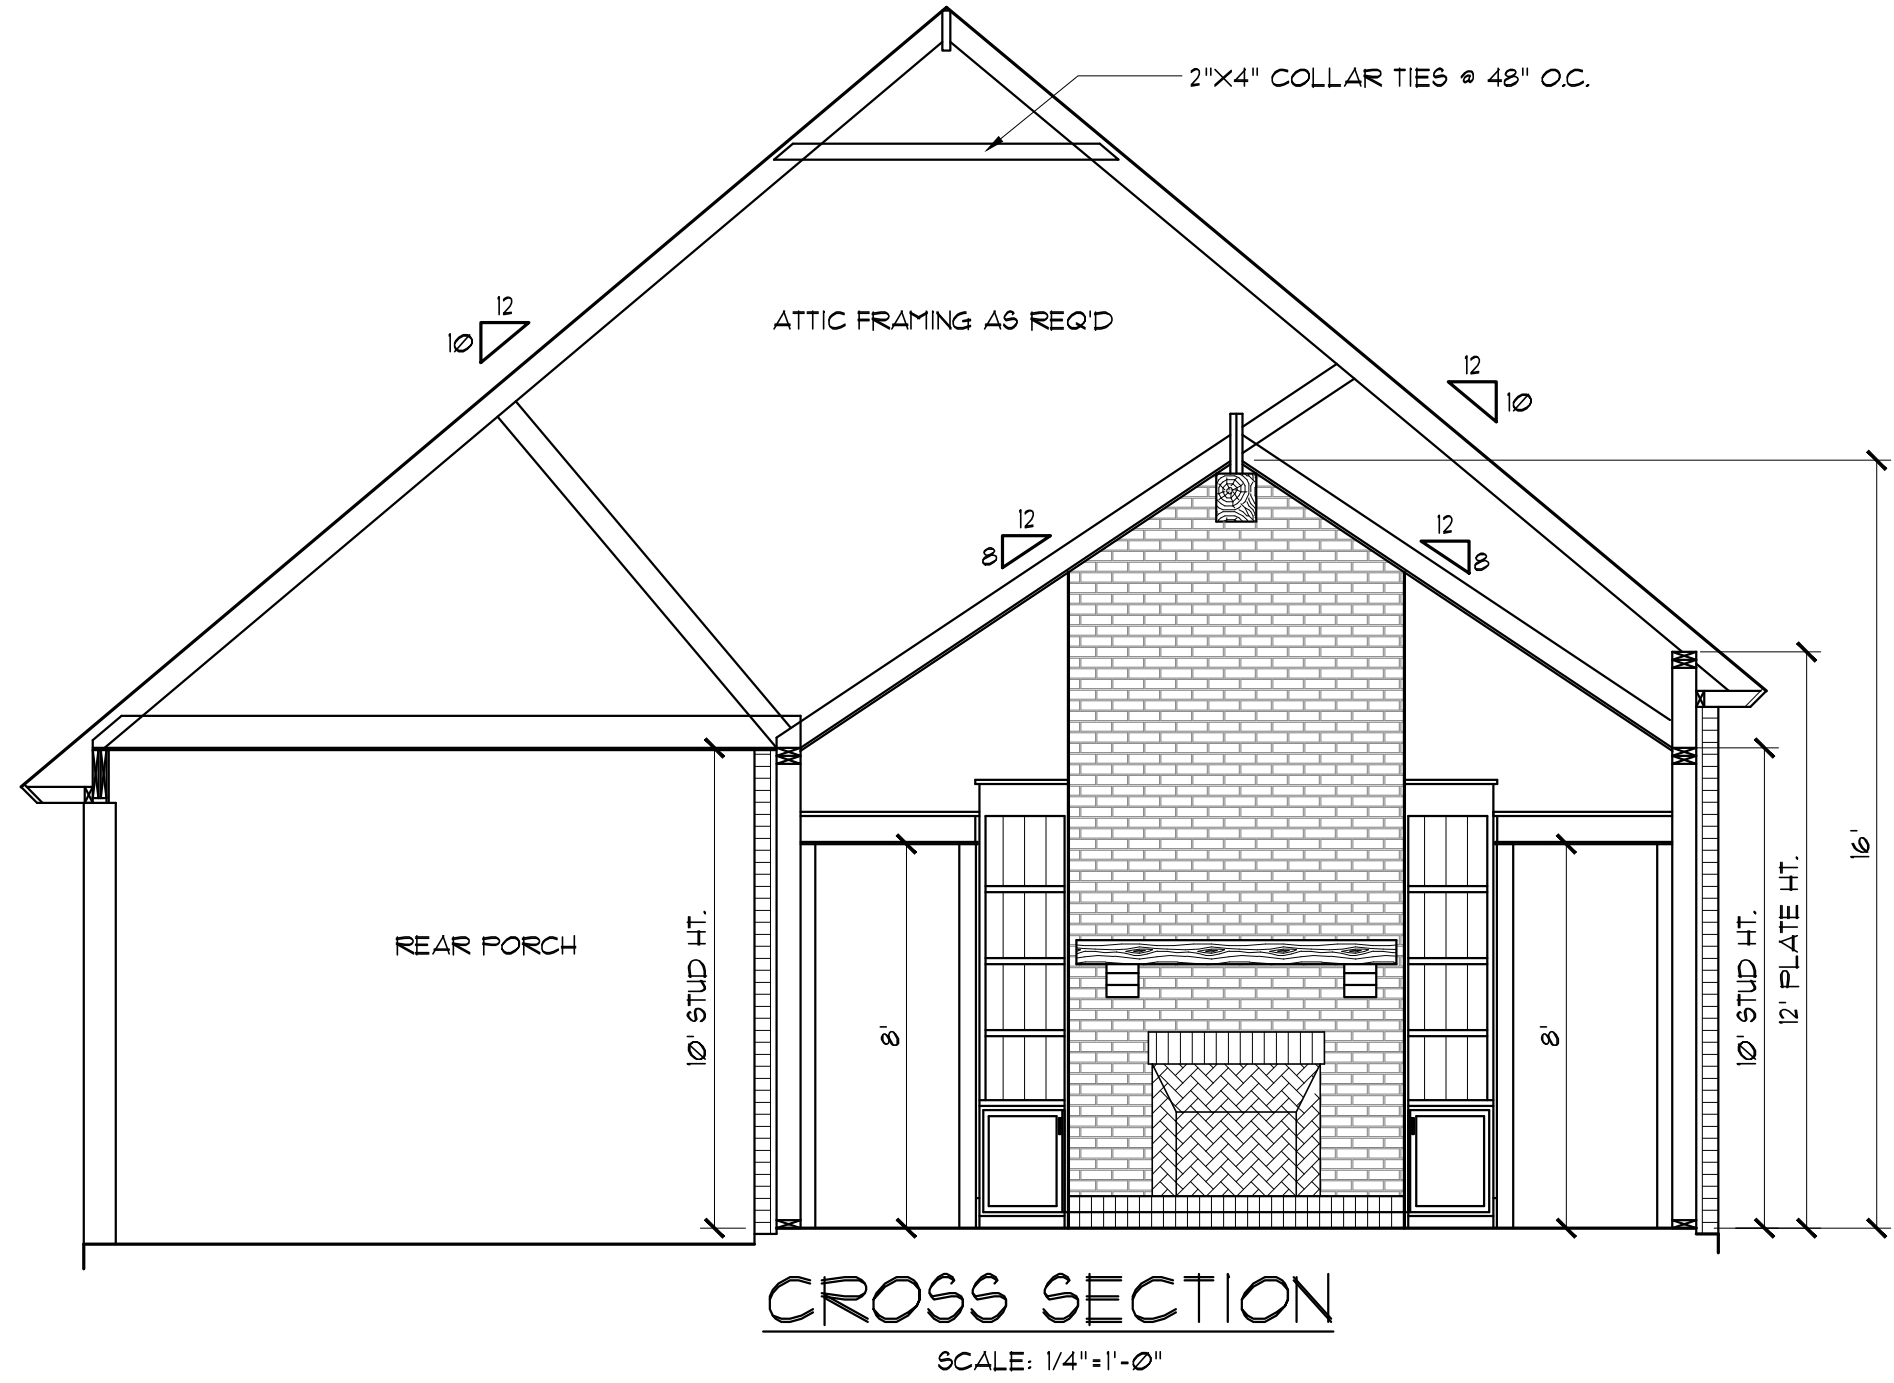 2"X4" COLLAR TIES @ 48" O.C.
12
10
ATTIC FRAMING AS REQ'D
12
10
12
8
12
8
REAR PORCH
10' STUD HT.
8'
8'
10' STUD HT.
12' PLATE HT.
16'
CROSS SECTION
SCALE: 1/4"=1'-0"